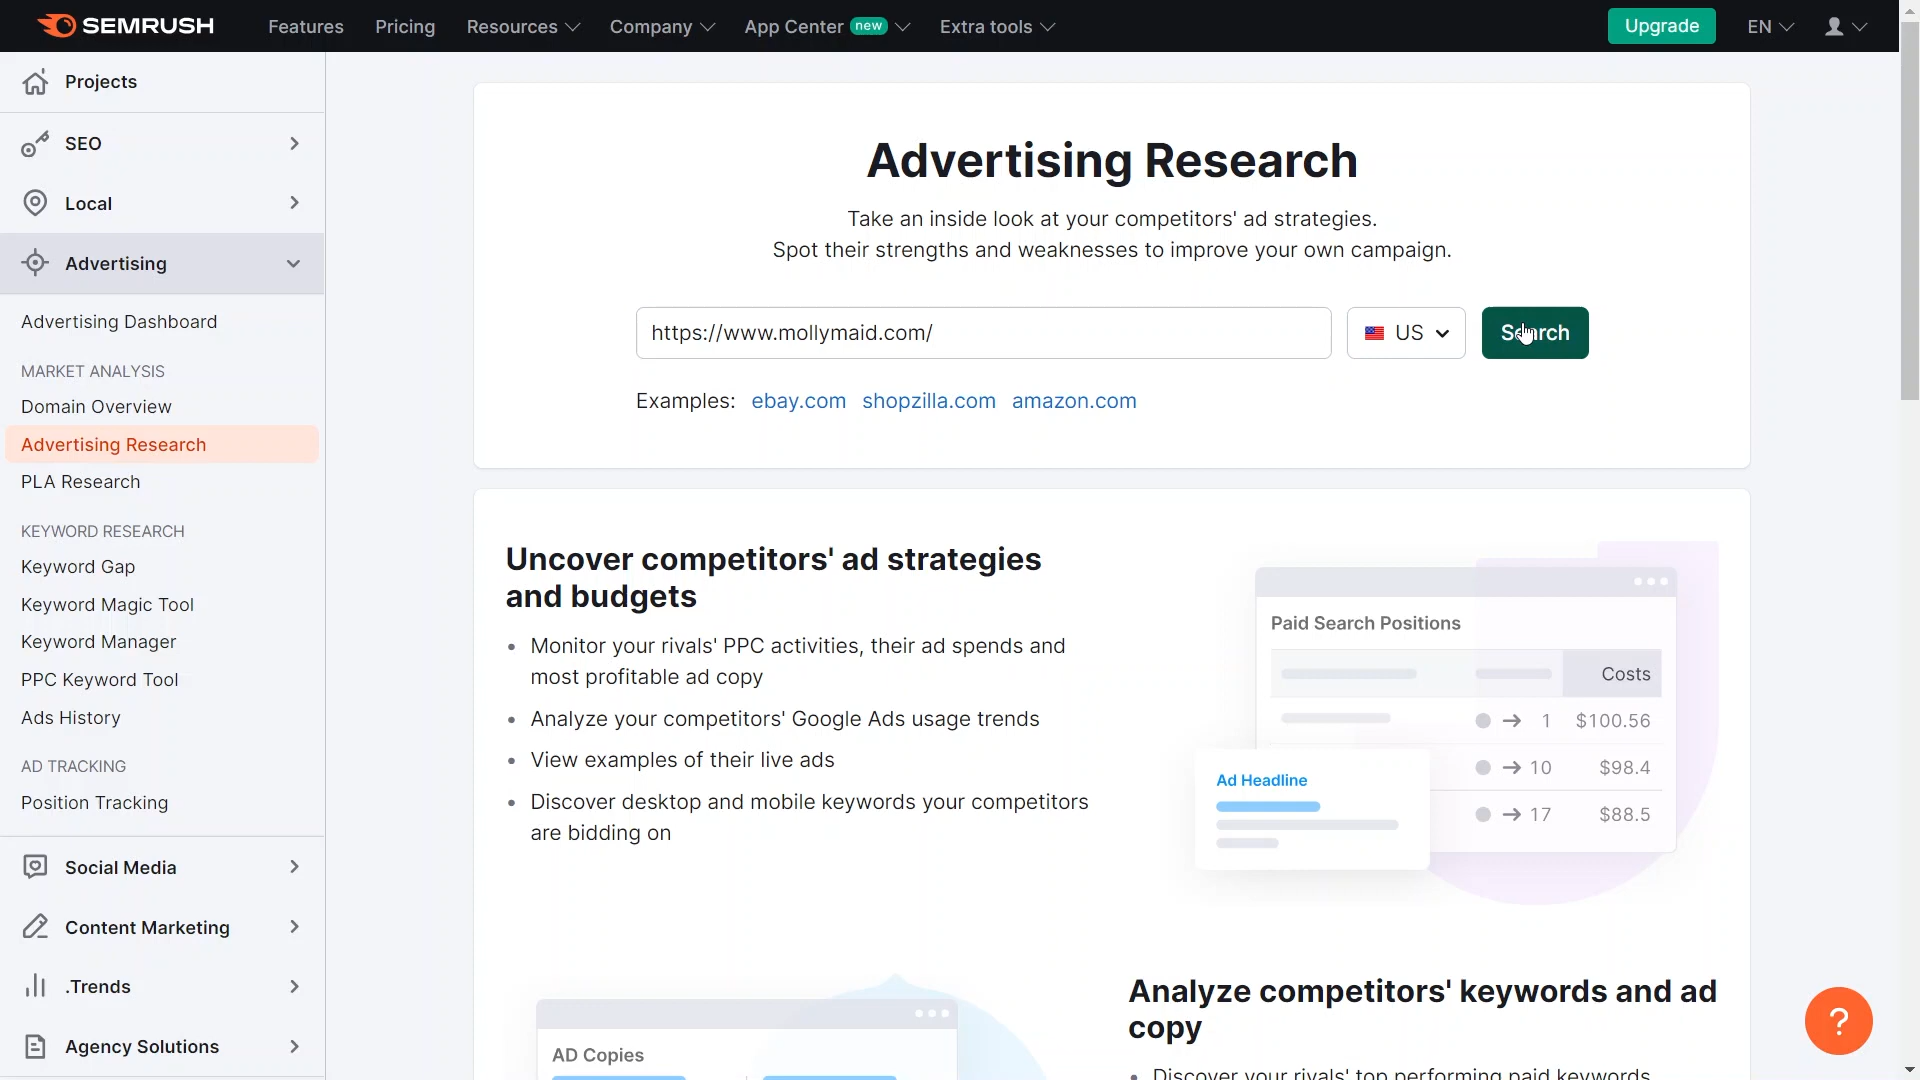 SEMRUSH
Features
Pricing
Resources
Company
App Center new
Extra tools
Upgrade
EN
Projects
SEO
Local
Advertising
Advertising Dashboard
MARKET ANALYSIS
Domain Overview
Advertising Research
PLA Research
KEYWORD RESEARCH
Keyword Gap
Keyword Magic Tool
Keyword Manager
PPC Keyword Tool
Ads History
AD TRACKING
Position Tracking
Social Media
Content Marketing
.Trends
Agency Solutions
Advertising Research
Take an inside look at your competitors' ad strategies.
Spot their strengths and weaknesses to improve your own campaign.
https://www.mollymaid.com/
US
Search
Examples: ebay.com shopzilla.com amazon.com
Uncover competitors' ad strategies
and budgets
• Monitor your rivals' PPC activities, their ad spends and
most profitable ad copy
• Analyze your competitors' Google Ads usage trends
• View examples of their live ads
• Discover desktop and mobile keywords your competitors
are bidding on
Paid Search Positions
Costs
1 $100.56
10 $98.4
17 $88.5
Ad Headline
AD Copies
Analyze competitors' keywords and ad
copy
• Discover your rivals' top performing paid keywords
?